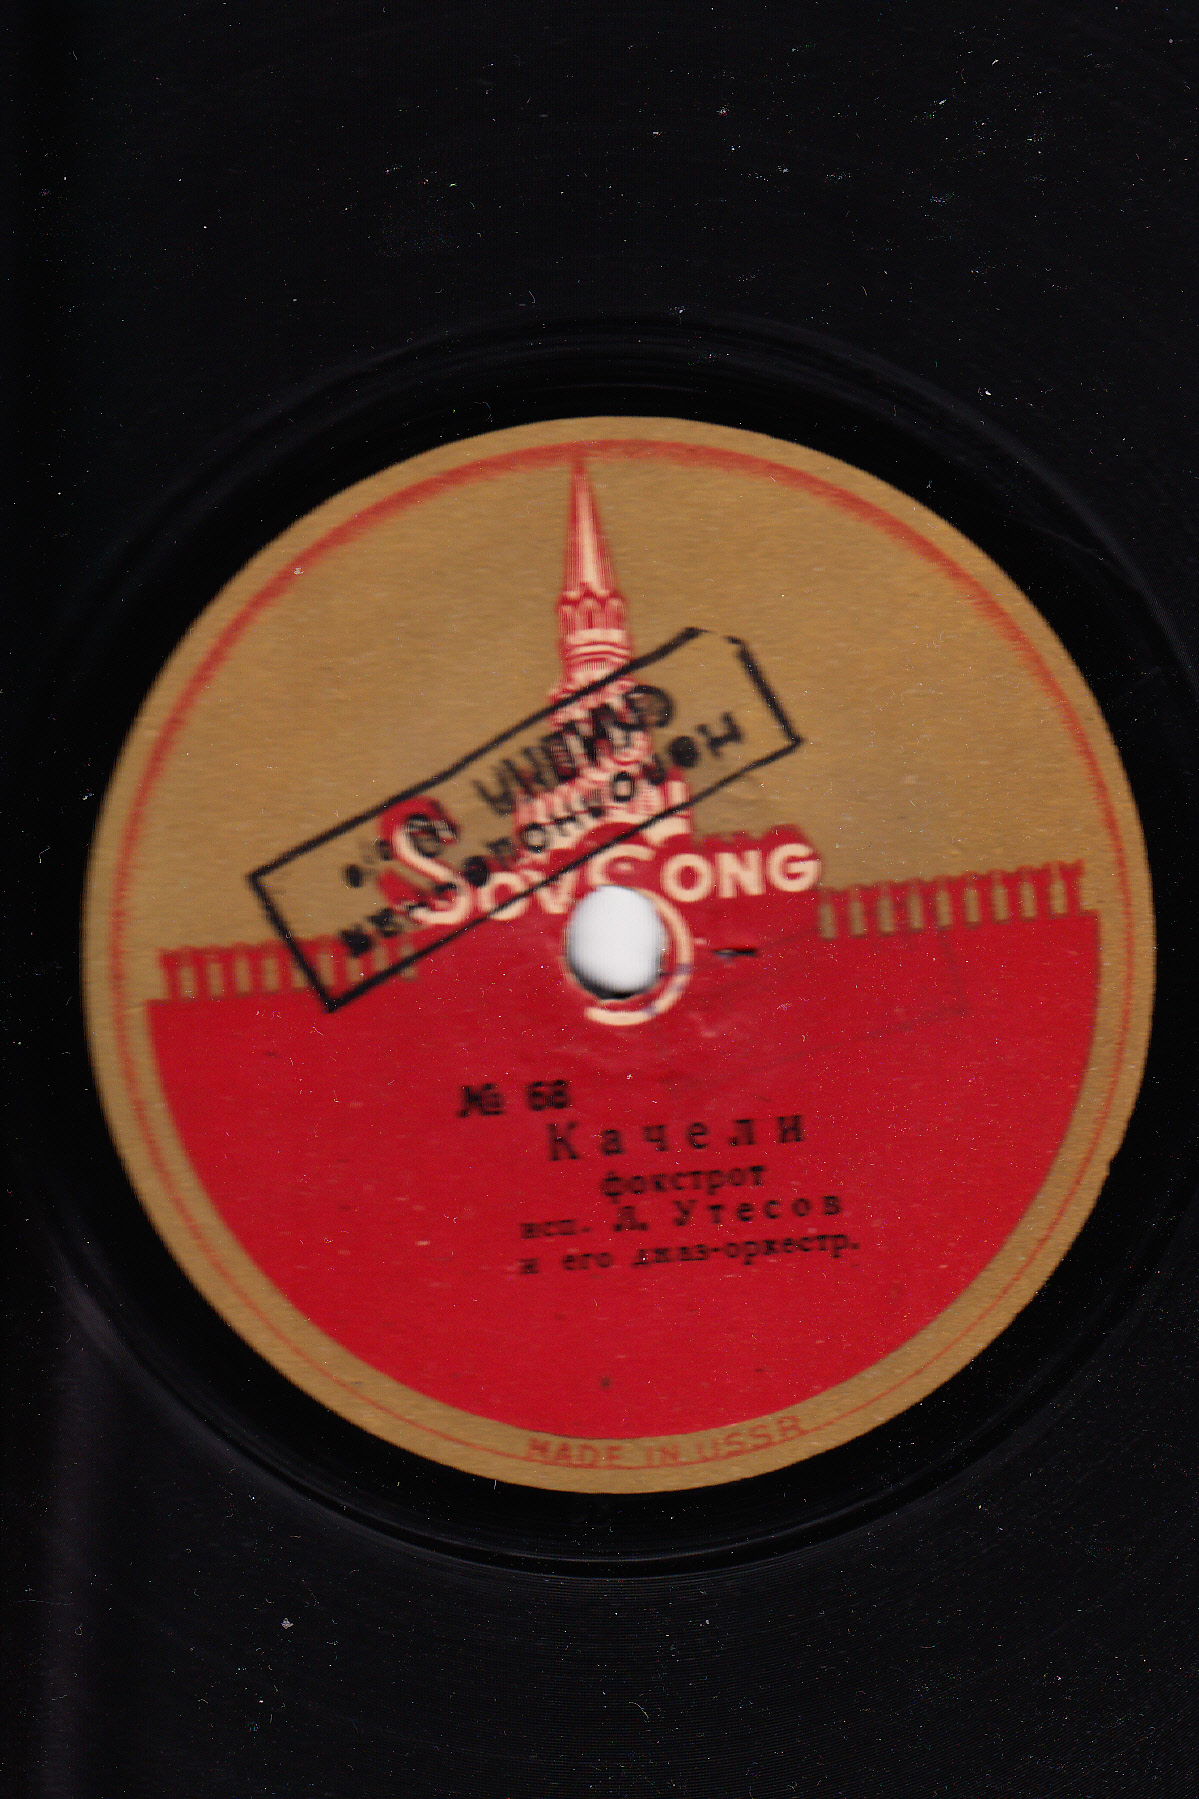 SovSong
№ 68
Качели
фокстрот
исп. Л. Утесов
и его джаз-оркестр.
MADE IN USSR